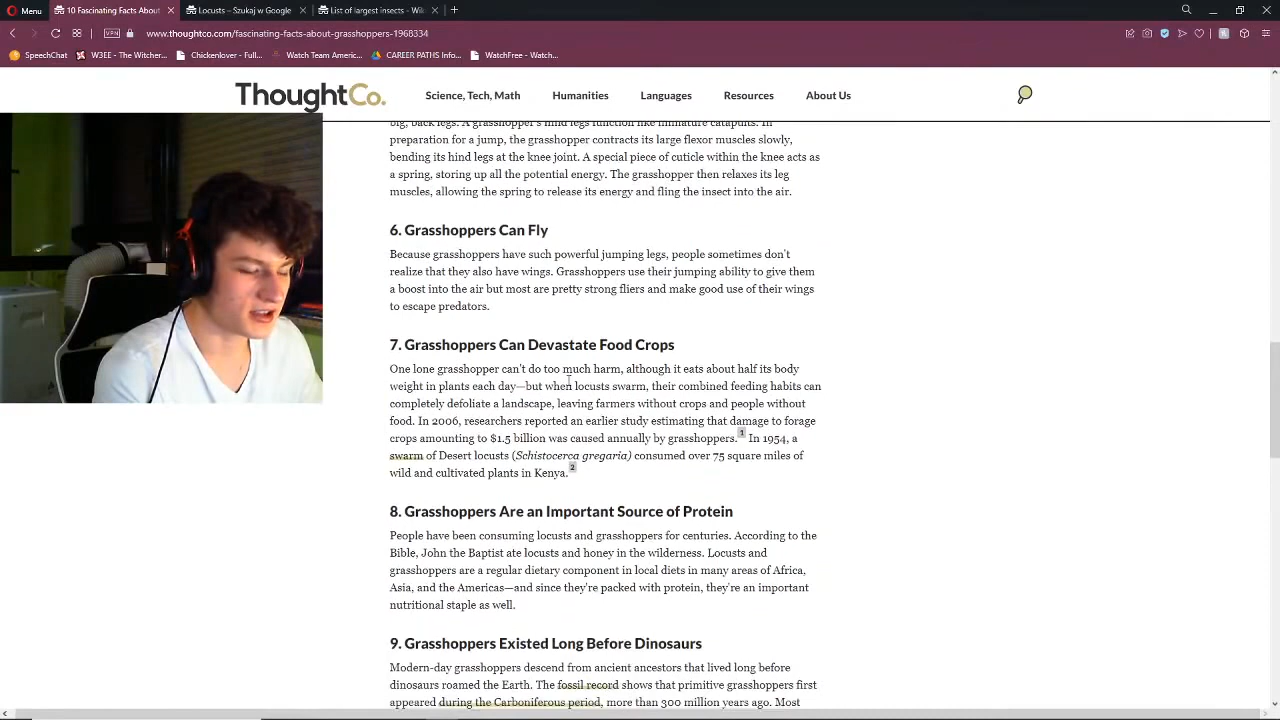 Menu
10 Fascinating Facts About
Locusts – Szukaj w Google
List of largest insects - Wik
VPN
www.thoughtco.com/fascinating-facts-about-grasshoppers-1968334
SpeechChat
W3EE - The Witcher...
Chickenlover - Full...
Watch Team Americ...
CAREER PATHS Info...
WatchFree - Watch...
ThoughtCo.
Science, Tech, Math
Humanities
Languages
Resources
About Us
big, back legs. A grasshopper's hind legs function like miniature catapults. In
preparation for a jump, the grasshopper contracts its large flexor muscles slowly,
bending its hind legs at the knee joint. A special piece of cuticle within the knee acts as
a spring, storing up all the potential energy. The grasshopper then relaxes its leg
muscles, allowing the spring to release its energy and fling the insect into the air.
6. Grasshoppers Can Fly
Because grasshoppers have such powerful jumping legs, people sometimes don't
realize that they also have wings. Grasshoppers use their jumping ability to give them
a boost into the air but most are pretty strong fliers and make good use of their wings
to escape predators.
7. Grasshoppers Can Devastate Food Crops
One lone grasshopper can't do too much harm, although it eats about half its body
weight in plants each day—but when locusts swarm, their combined feeding habits can
completely defoliate a landscape, leaving farmers without crops and people without
food. In 2006, researchers reported an earlier study estimating that damage to forage
crops amounting to $1.5 billion was caused annually by grasshoppers.1 In 1954, a
swarm of Desert locusts (Schistocerca gregaria) consumed over 75 square miles of
wild and cultivated plants in Kenya.2
8. Grasshoppers Are an Important Source of Protein
People have been consuming locusts and grasshoppers for centuries. According to the
Bible, John the Baptist ate locusts and honey in the wilderness. Locusts and
grasshoppers are a regular dietary component in local diets in many areas of Africa,
Asia, and the Americas—and since they're packed with protein, they're an important
nutritional staple as well.
9. Grasshoppers Existed Long Before Dinosaurs
Modern-day grasshoppers descend from ancient ancestors that lived long before
dinosaurs roamed the Earth. The fossil record shows that primitive grasshoppers first
appeared during the Carboniferous period, more than 300 million years ago. Most